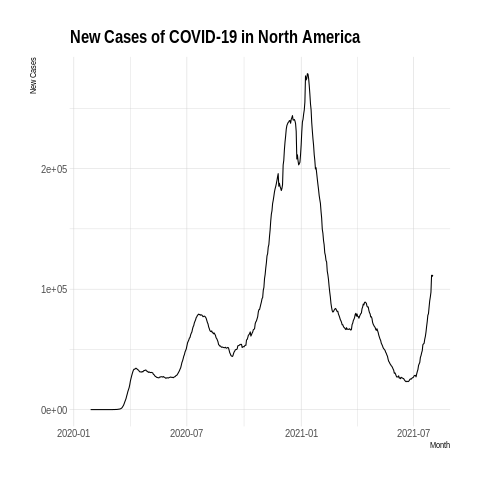 New Cases of COVID-19 in North America
New Cases
2e+05
1e+05
0e+00
2020-01 2020-07 2021-01 2021-07
Month